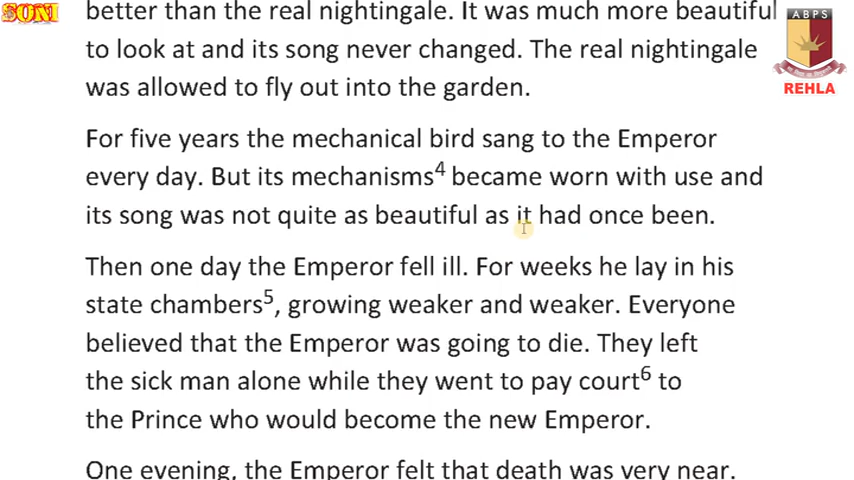 SONI
better than the real nightingale. It was much more beautiful
to look at and its song never changed. The real nightingale
was allowed to fly out into the garden.
For five years the mechanical bird sang to the Emperor
every day. But its mechanisms⁴ became worn with use and
its song was not quite as beautiful as it had once been.
Then one day the Emperor fell ill. For weeks he lay in his
state chambers⁵, growing weaker and weaker. Everyone
believed that the Emperor was going to die. They left
the sick man alone while they went to pay court⁶ to
the Prince who would become the new Emperor.
One evening, the Emperor felt that death was very near.
ABPS
REHLA